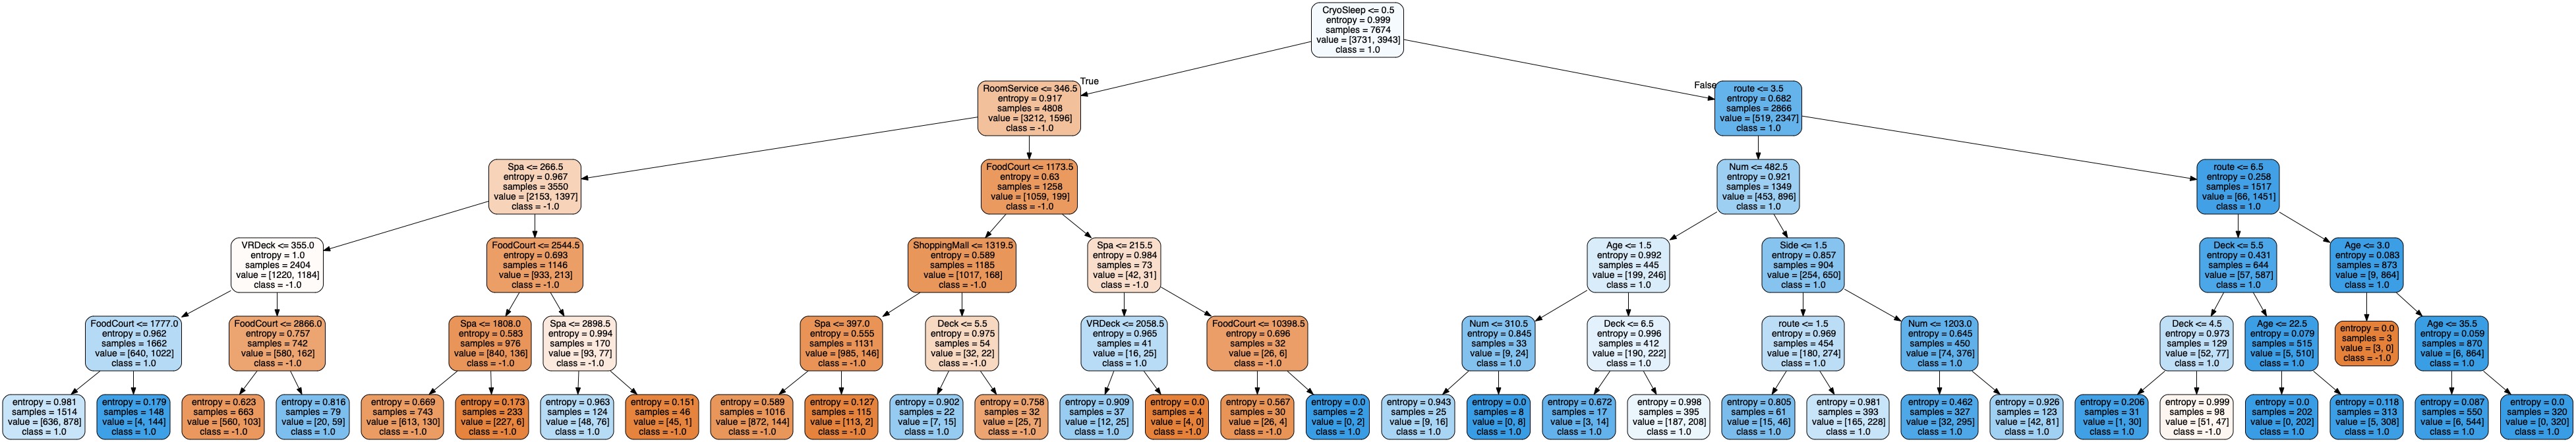 CryoSleep <= 0.5
entropy = 0.999
samples = 7674
value = [3731, 3943]
class = 1.0
True
False
RoomService <= 346.5
entropy = 0.917
samples = 4808
value = [3212, 1596]
class = -1.0
route <= 3.5
entropy = 0.682
samples = 2866
value = [519, 2347]
class = 1.0
Spa <= 266.5
entropy = 0.967
samples = 3550
value = [2153, 1397]
class = -1.0
FoodCourt <= 1173.5
entropy = 0.63
samples = 1258
value = [1059, 199]
class = -1.0
Num <= 482.5
entropy = 0.921
samples = 1349
value = [453, 896]
class = 1.0
route <= 6.5
entropy = 0.258
samples = 1517
value = [66, 1451]
class = 1.0
VRDeck <= 355.0
entropy = 1.0
samples = 2404
value = [1220, 1184]
class = -1.0
FoodCourt <= 2544.5
entropy = 0.693
samples = 1146
value = [933, 213]
class = -1.0
ShoppingMall <= 1319.5
entropy = 0.589
samples = 1185
value = [1017, 168]
class = -1.0
Spa <= 215.5
entropy = 0.984
samples = 73
value = [42, 31]
class = -1.0
Age <= 1.5
entropy = 0.992
samples = 445
value = [199, 246]
class = 1.0
Side <= 1.5
entropy = 0.857
samples = 904
value = [254, 650]
class = 1.0
Deck <= 5.5
entropy = 0.431
samples = 644
value = [57, 587]
class = 1.0
Age <= 3.0
entropy = 0.083
samples = 873
value = [9, 864]
class = 1.0
FoodCourt <= 1777.0
entropy = 0.962
samples = 1662
value = [640, 1022]
class = 1.0
FoodCourt <= 2866.0
entropy = 0.757
samples = 742
value = [580, 162]
class = -1.0
Spa <= 1808.0
entropy = 0.583
samples = 976
value = [840, 136]
class = -1.0
Spa <= 2898.5
entropy = 0.994
samples = 170
value = [93, 77]
class = -1.0
Spa <= 397.0
entropy = 0.555
samples = 1131
value = [985, 146]
class = -1.0
Deck <= 5.5
entropy = 0.975
samples = 54
value = [32, 22]
class = -1.0
VRDeck <= 2058.5
entropy = 0.965
samples = 41
value = [16, 25]
class = 1.0
FoodCourt <= 10398.5
entropy = 0.696
samples = 32
value = [26, 6]
class = -1.0
Num <= 310.5
entropy = 0.845
samples = 33
value = [9, 24]
class = 1.0
Deck <= 6.5
entropy = 0.996
samples = 412
value = [190, 222]
class = 1.0
route <= 1.5
entropy = 0.969
samples = 454
value = [180, 274]
class = 1.0
Num <= 1203.0
entropy = 0.645
samples = 450
value = [74, 376]
class = 1.0
Deck <= 4.5
entropy = 0.973
samples = 129
value = [52, 77]
class = 1.0
Age <= 22.5
entropy = 0.079
samples = 515
value = [5, 510]
class = 1.0
entropy = 0.0
samples = 3
value = [3, 0]
class = -1.0
Age <= 35.5
entropy = 0.059
samples = 870
value = [6, 864]
class = 1.0
entropy = 0.981
samples = 1514
value = [636, 878]
class = 1.0
entropy = 0.179
samples = 148
value = [4, 144]
class = 1.0
entropy = 0.623
samples = 663
value = [560, 103]
class = -1.0
entropy = 0.816
samples = 79
value = [20, 59]
class = 1.0
entropy = 0.669
samples = 743
value = [613, 130]
class = -1.0
entropy = 0.173
samples = 233
value = [227, 6]
class = -1.0
entropy = 0.963
samples = 124
value = [48, 76]
class = 1.0
entropy = 0.151
samples = 46
value = [45, 1]
class = -1.0
entropy = 0.589
samples = 1016
value = [872, 144]
class = -1.0
entropy = 0.127
samples = 115
value = [113, 2]
class = -1.0
entropy = 0.902
samples = 22
value = [7, 15]
class = 1.0
entropy = 0.758
samples = 32
value = [25, 7]
class = -1.0
entropy = 0.909
samples = 37
value = [12, 25]
class = 1.0
entropy = 0.0
samples = 4
value = [4, 0]
class = -1.0
entropy = 0.567
samples = 30
value = [26, 4]
class = -1.0
entropy = 0.0
samples = 2
value = [0, 2]
class = 1.0
entropy = 0.943
samples = 25
value = [9, 16]
class = 1.0
entropy = 0.0
samples = 8
value = [0, 8]
class = 1.0
entropy = 0.672
samples = 17
value = [3, 14]
class = 1.0
entropy = 0.998
samples = 395
value = [187, 208]
class = 1.0
entropy = 0.805
samples = 61
value = [15, 46]
class = 1.0
entropy = 0.981
samples = 393
value = [165, 228]
class = 1.0
entropy = 0.462
samples = 327
value = [32, 295]
class = 1.0
entropy = 0.926
samples = 123
value = [42, 81]
class = 1.0
entropy = 0.206
samples = 31
value = [1, 30]
class = 1.0
entropy = 0.999
samples = 98
value = [51, 47]
class = -1.0
entropy = 0.0
samples = 202
value = [0, 202]
class = 1.0
entropy = 0.118
samples = 313
value = [5, 308]
class = 1.0
entropy = 0.087
samples = 550
value = [6, 544]
class = 1.0
entropy = 0.0
samples = 320
value = [0, 320]
class = 1.0